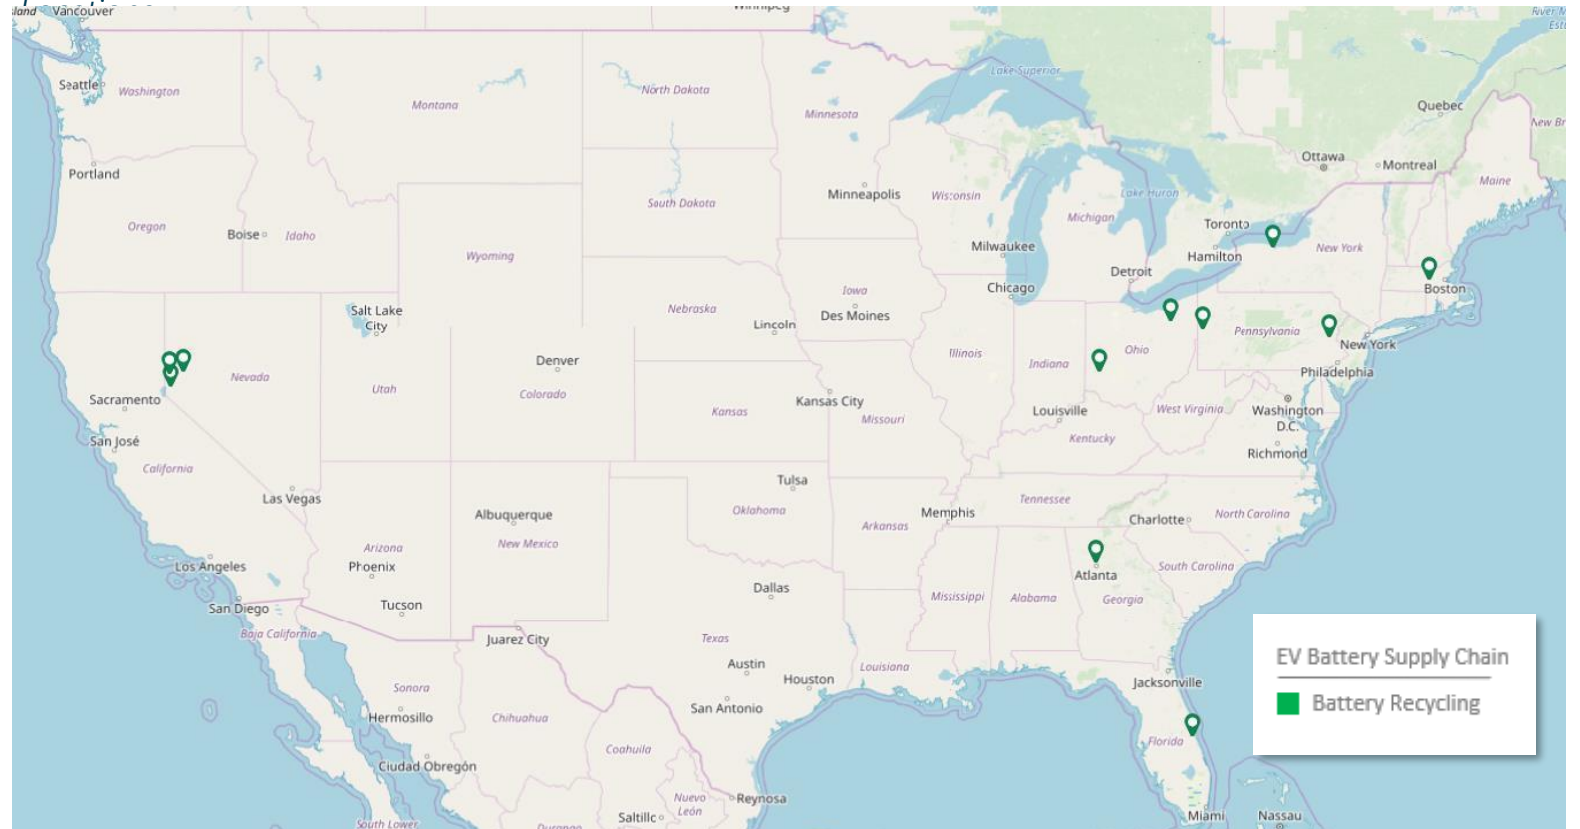 Vancouver
Winnipeg
Quebec
Lake Superior
Seattle
Washington
Montana
North Dakota
Minnesota
New Br
Ottawa
Montreal
Portland
Maine
Minneapolis
Wisconsin
Lake Huron
South Dakota
Michigan
Toronto
Oregon
Boise
Idaho
Milwaukee
New York
Wyoming
Hamilton
Detroit
Chicago
Boston
Iowa
Salt Lake
City
Nebraska
Des Moines
Lincoln
Pennsylvania
New York
Illinois
Ohio
Indiana
Denver
Nevada
Philadelphia
Utah
Colorado
Sacramento
Kansas City
Kansas
Missouri
Louisville
West Virginia
Washington
D.C.
San José
Kentucky
Richmond
California
Las Vegas
Tulsa
Tennessee
Albuquerque
Oklahoma
Memphis
Charlotte
North Carolina
Arkansas
New Mexico
Arizona
Los Angeles
Phoenix
Atlanta
South Carolina
Dallas
Mississippi
Alabama
Georgia
San Diego
Tucson
Baja California
Juarez City
Texas
Austin
Louisiana
Houston
Jacksonville
Sonora
San Antonio
Hermosillo
Chihuahua
Florida
Coahuila
Ciudad Obregón
Nuevo
León
Reynosa
Saltillo
Miami
Nassau
South Lower
Durango
EV Battery Supply Chain
Battery Recycling